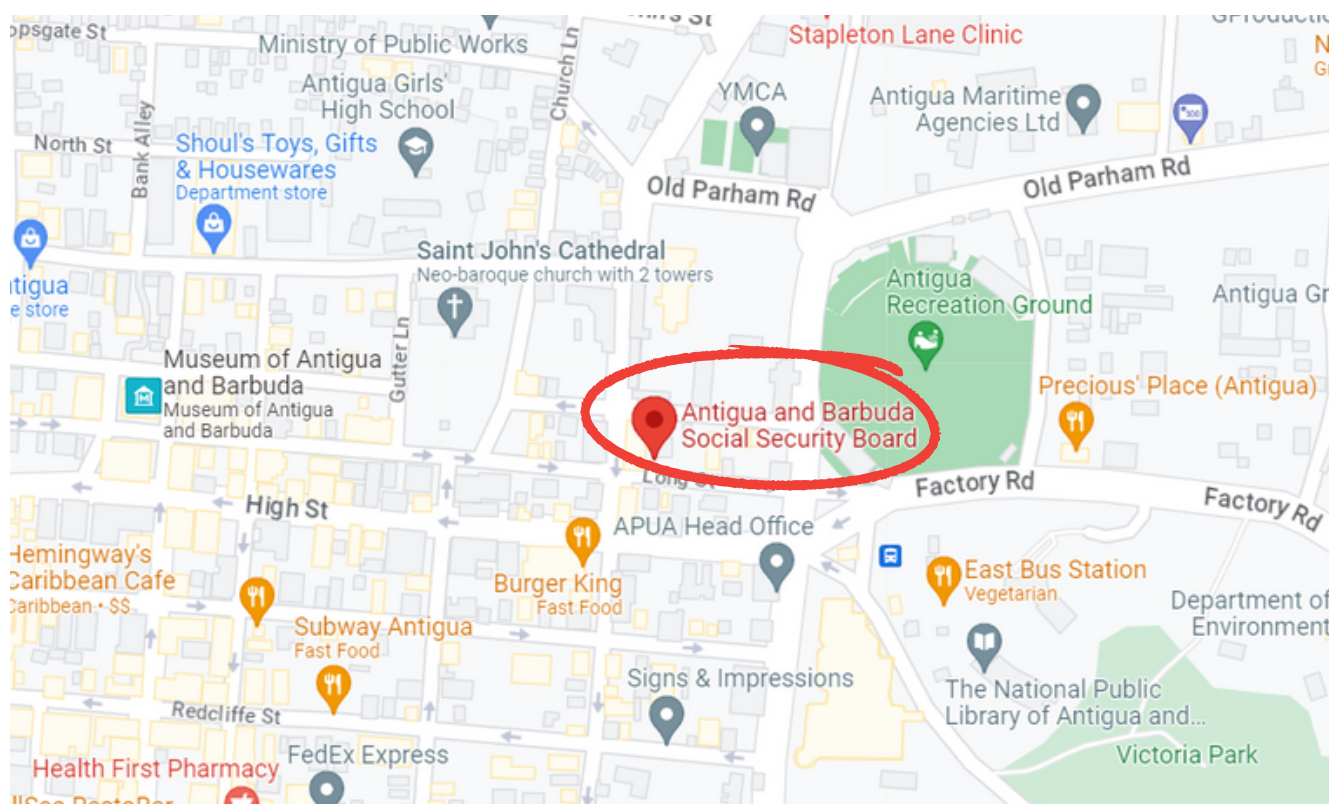 opsgate St
Ministry of Public Works
Church Ln
Stapleton Lane Clinic
Antigua Girls'
High School
YMCA
Antigua Maritime
Agencies Ltd
North St
Bank Alley
Shoul's Toys, Gifts
& Housewares
Department store
Old Parham Rd
Old Parham Rd
Saint John's Cathedral
Neo-baroque church with 2 towers
Antigua
Recreation Ground
tigua
e store
Antigua Gr
Museum of Antigua
and Barbuda
Museum of Antigua
and Barbuda
Gutter Ln
Precious' Place (Antigua)
Antigua and Barbuda
Social Security Board
Long St
Factory Rd
Factory Rd
High St
APUA Head Office
Hemingway's
Caribbean Cafe
Caribbean • $$
Burger King
Fast Food
East Bus Station
Vegetarian
Department of
Environment
Subway Antigua
Fast Food
Signs & Impressions
The National Public
Library of Antigua and...
Redcliffe St
FedEx Express
Victoria Park
Health First Pharmacy